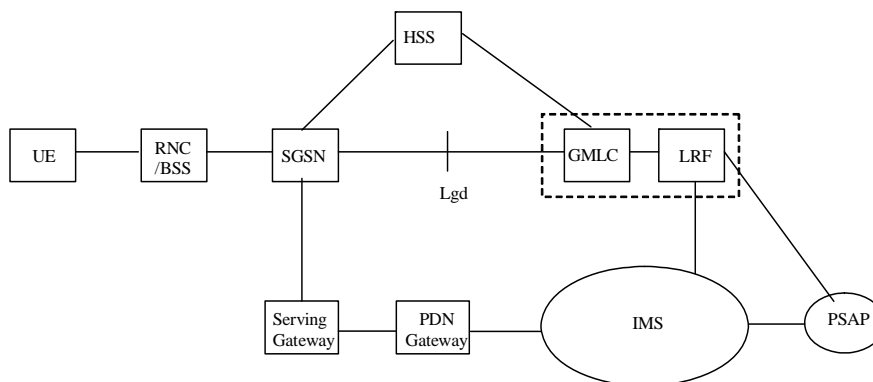 HSS
UE
RNC
/BSS
SGSN
GMLC
LRF
Lgd
Serving
Gateway
PDN
Gateway
IMS
PSAP